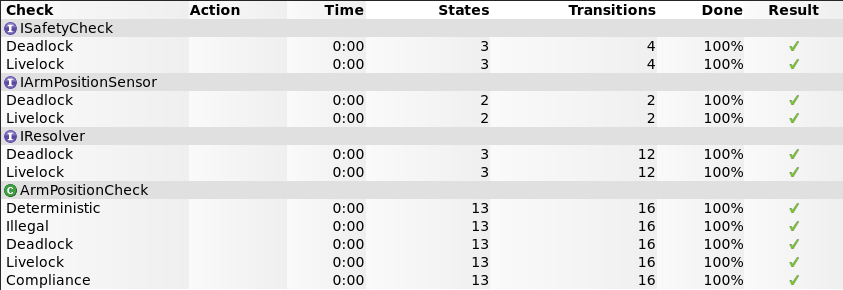 Check Action Time States Transitions Done Result
I ISafetyCheck
Deadlock 0:00 3 4 100% ✔
Livelock 0:00 3 4 100% ✔
I IArmPositionSensor
Deadlock 0:00 2 2 100% ✔
Livelock 0:00 2 2 100% ✔
I IResolver
Deadlock 0:00 3 12 100% ✔
Livelock 0:00 3 12 100% ✔
C ArmPositionCheck
Deterministic 0:00 13 16 100% ✔
Illegal 0:00 13 16 100% ✔
Deadlock 0:00 13 16 100% ✔
Livelock 0:00 13 16 100% ✔
Compliance 0:00 13 16 100% ✔